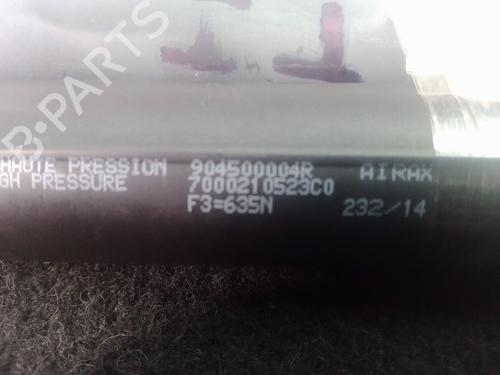 B-PARTS
HAUTE PRESSION 904500004R AIRAX
GH PRESSURE 7000210523C0
F3=635N 232/14